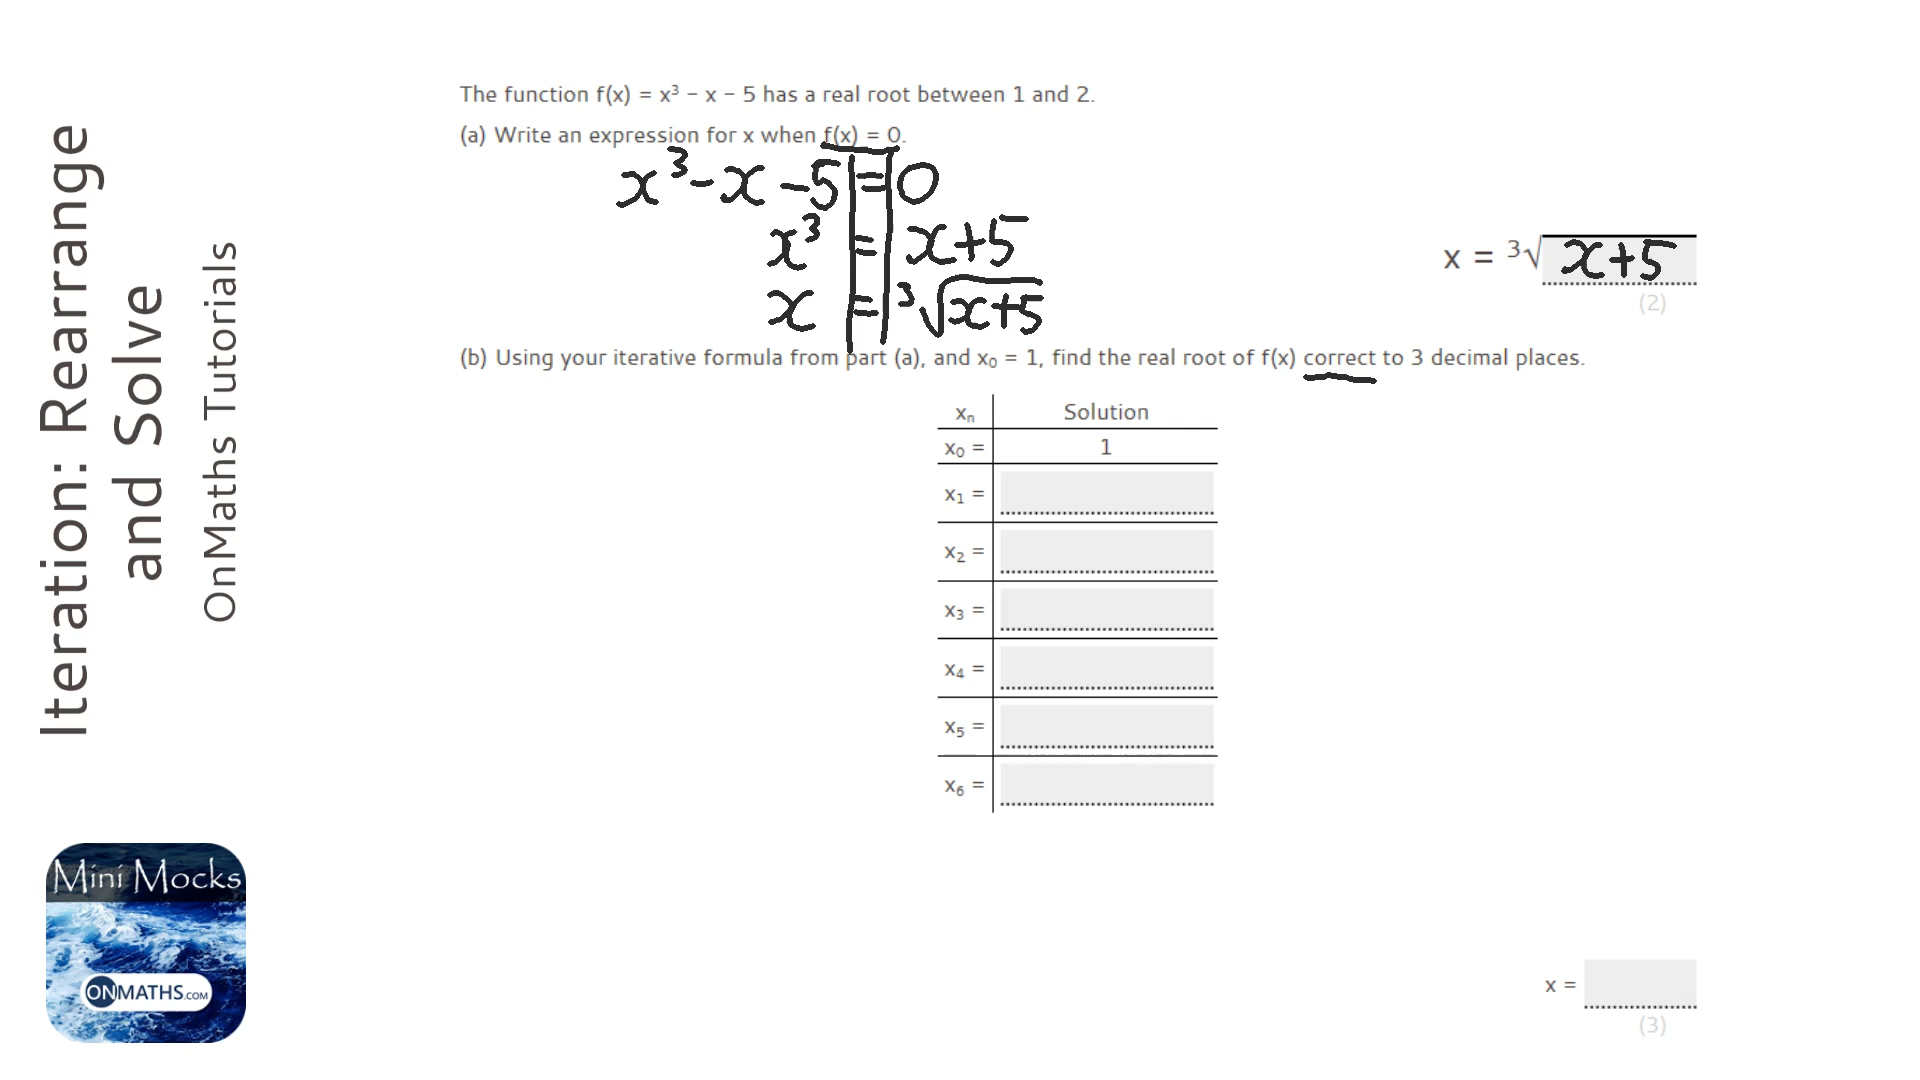 Iteration: Rearrange
and Solve
OnMaths Tutorials
The function f(x) = x³ − x − 5 has a real root between 1 and 2.
(a) Write an expression for x when f(x) = 0.
x³ - x - 5 = 0
x³ = x+5
x = ³√x+5
x = ³√ x+5
(2)
(b) Using your iterative formula from part (a), and x₀ = 1, find the real root of f(x) correct to 3 decimal places.
xₙ Solution
x₀ = 1
x₁ =
x₂ =
x₃ =
x₄ =
x₅ =
x₆ =
x =
(3)
Mini Mocks
ONMATHS.COM